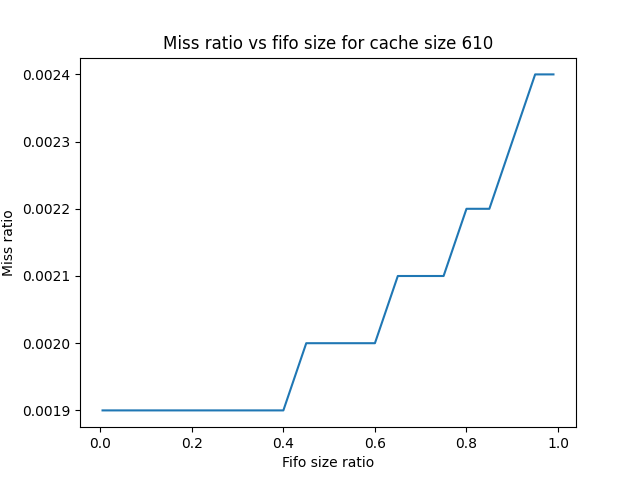 Miss ratio vs fifo size for cache size 610
0.0024
0.0023
0.0022
0.0021
0.0020
0.0019
Miss ratio
0.0 0.2 0.4 0.6 0.8 1.0
Fifo size ratio